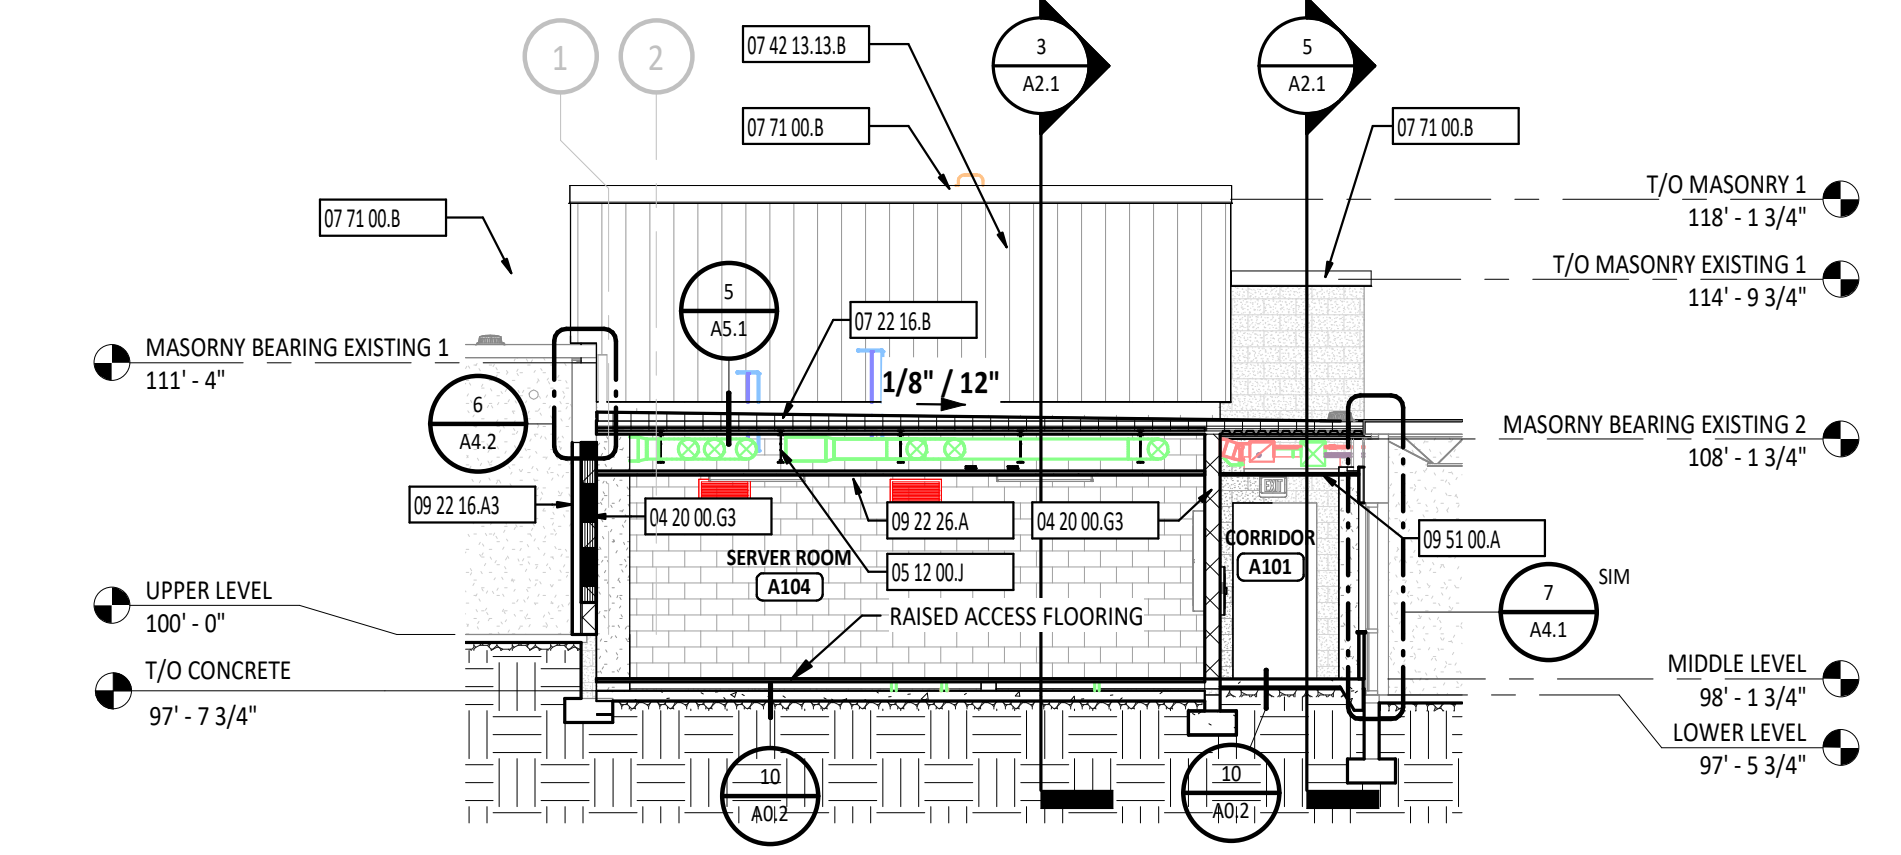 1
2
07 42 13.13.B
3
A2.1
5
A2.1
07 71 00.B
07 71 00.B
T/O MASONRY 1
118' - 1 3/4"
07 71 00.B
T/O MASONRY EXISTING 1
114' - 9 3/4"
5
A5.1
07 22 16.B
MASORNY BEARING EXISTING 1
111' - 4"
1/8" / 12"
6
A4.2
MASORNY BEARING EXISTING 2
108' - 1 3/4"
09 22 16.A3
04 20 00.G3
09 22 26.A
04 20 00.G3
CORRIDOR
A101
09 51 00.A
SERVER ROOM
A104
05 12 00.J
UPPER LEVEL
100' - 0"
RAISED ACCESS FLOORING
7
A4.1
SIM
T/O CONCRETE
97' - 7 3/4"
MIDDLE LEVEL
98' - 1 3/4"
LOWER LEVEL
97' - 5 3/4"
10
A0.2
10
A0.2